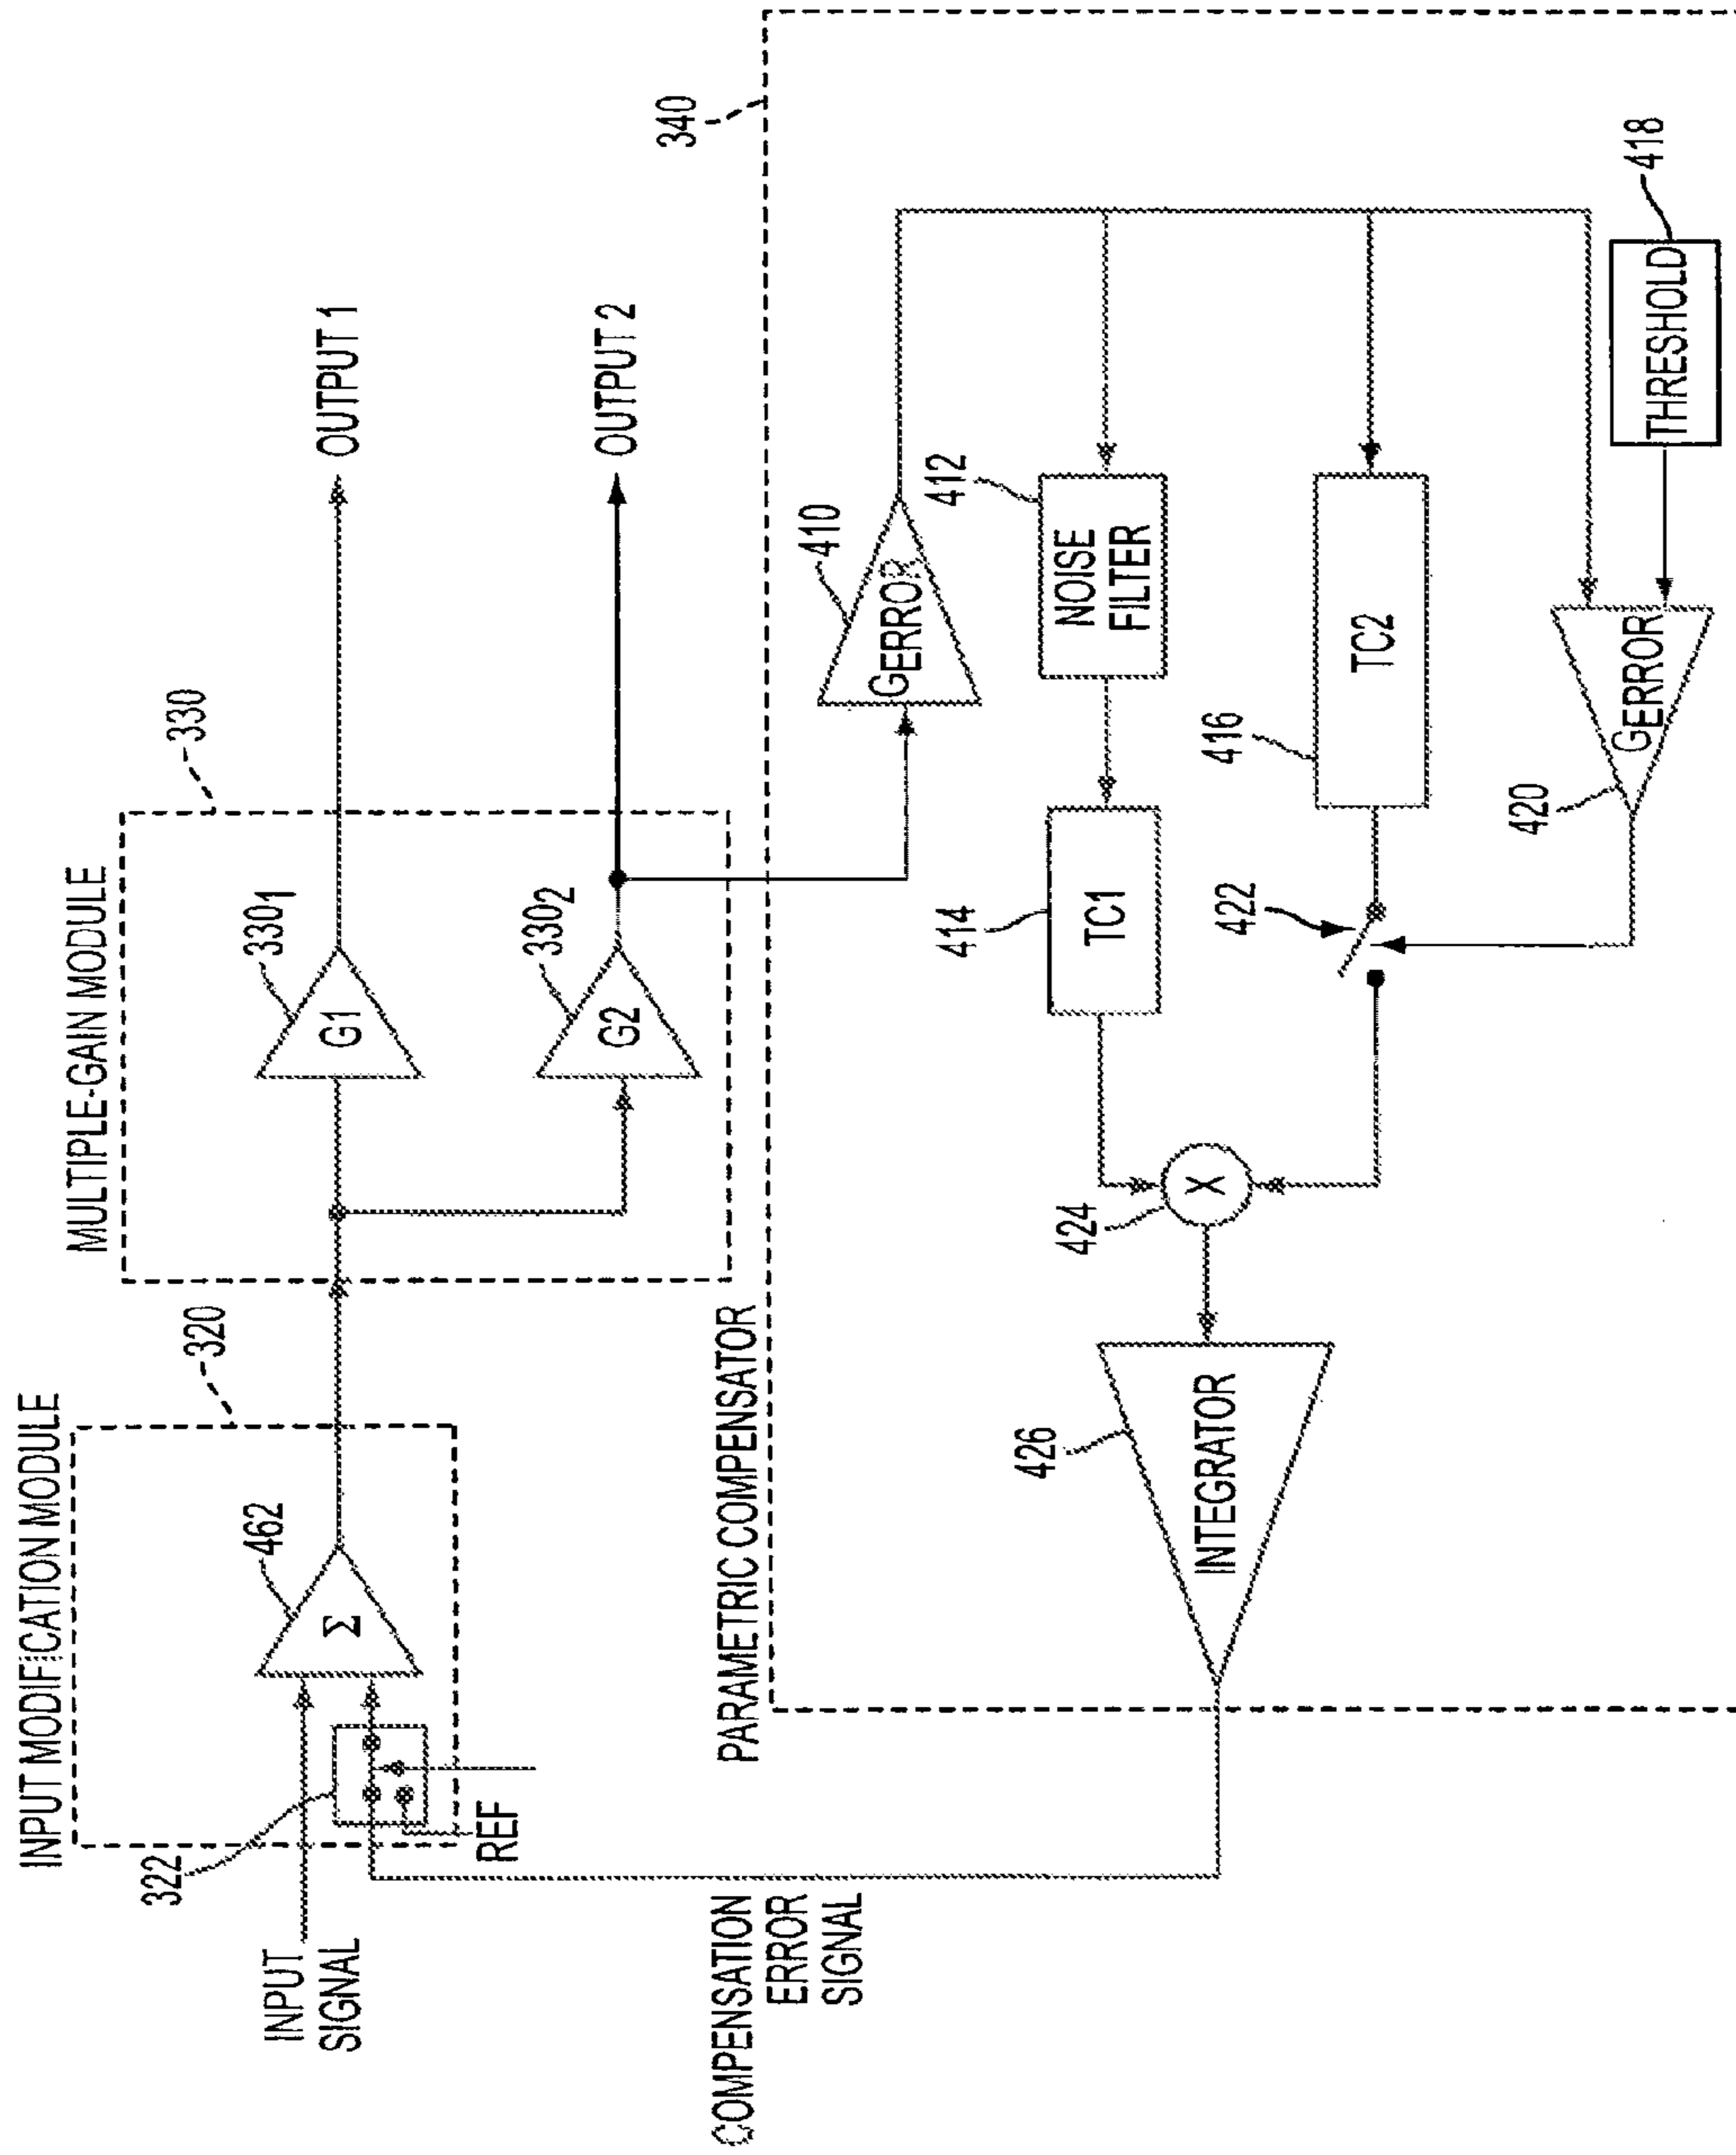 INPUT MODIFICATION MODULE
320
462
Σ
322
INPUT
SIGNAL
REF
MULTIPLE-GAIN MODULE
330
330₁
G1
330₂
G2
OUTPUT 1
OUTPUT 2
COMPENSATION
ERROR
SIGNAL
PARAMETRIC COMPENSATOR
340
410
GERROR
412
NOISE
FILTER
414
TC1
424
X
426
INTEGRATOR
416
TC2
422
420
GERROR
THRESHOLD
418